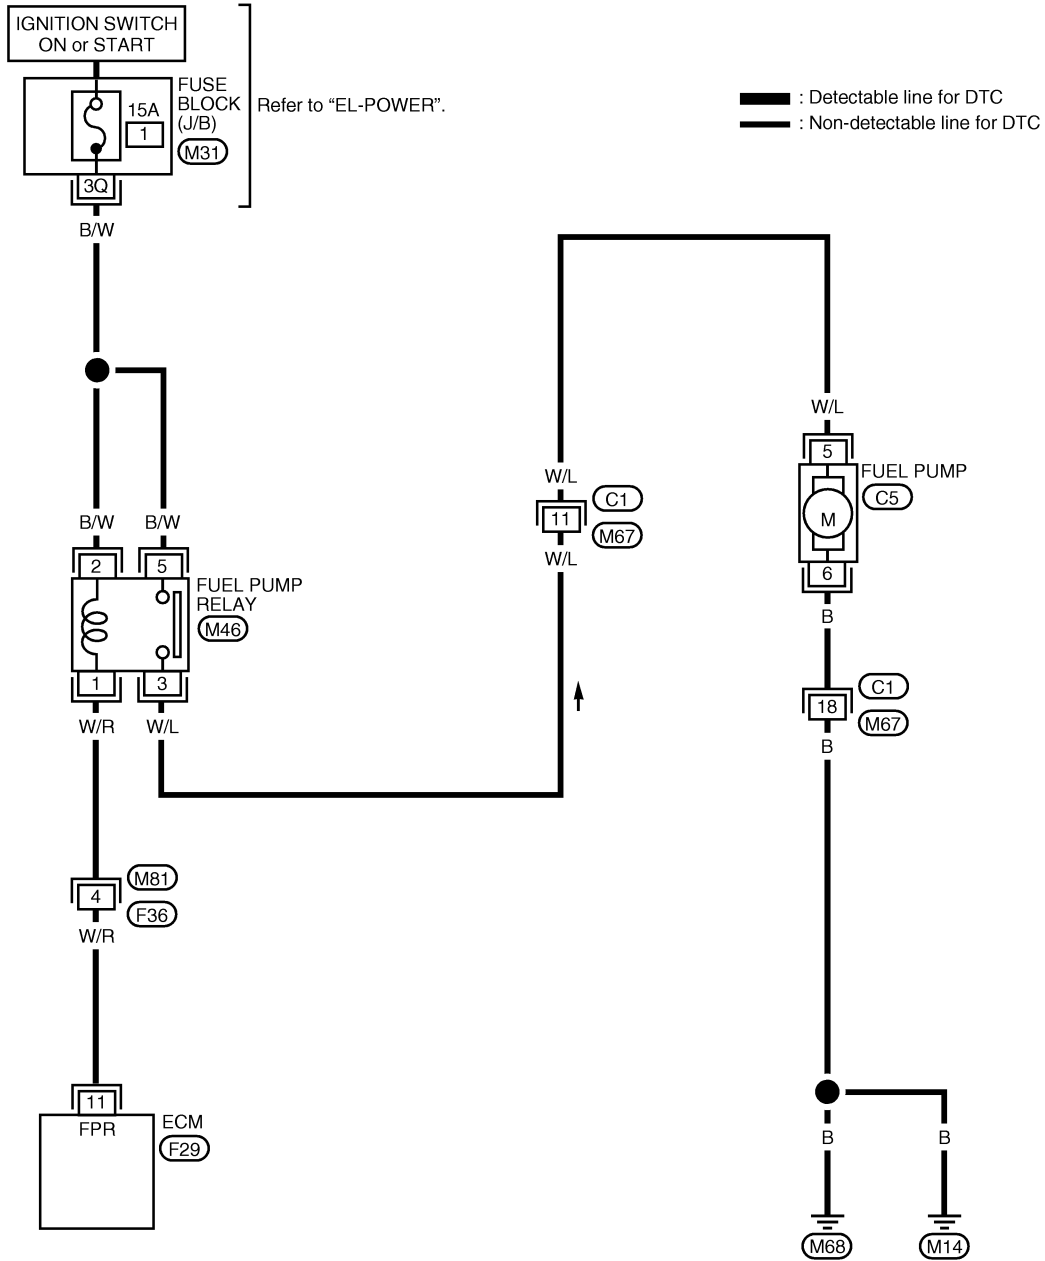 IGNITION SWITCH
ON or START
FUSE
BLOCK
(J/B)
15A
1
M31
Refer to “EL-POWER”.
: Detectable line for DTC
: Non-detectable line for DTC
3Q
B/W
B/W
B/W
2
5
FUEL PUMP
RELAY
M46
1
3
W/R
W/L
M81
4
F36
W/R
11
FPR
ECM
F29
W/L
C1
11
M67
W/L
W/L
5
FUEL PUMP
C5
M
6
B
C1
18
M67
B
B
B
M68
M14